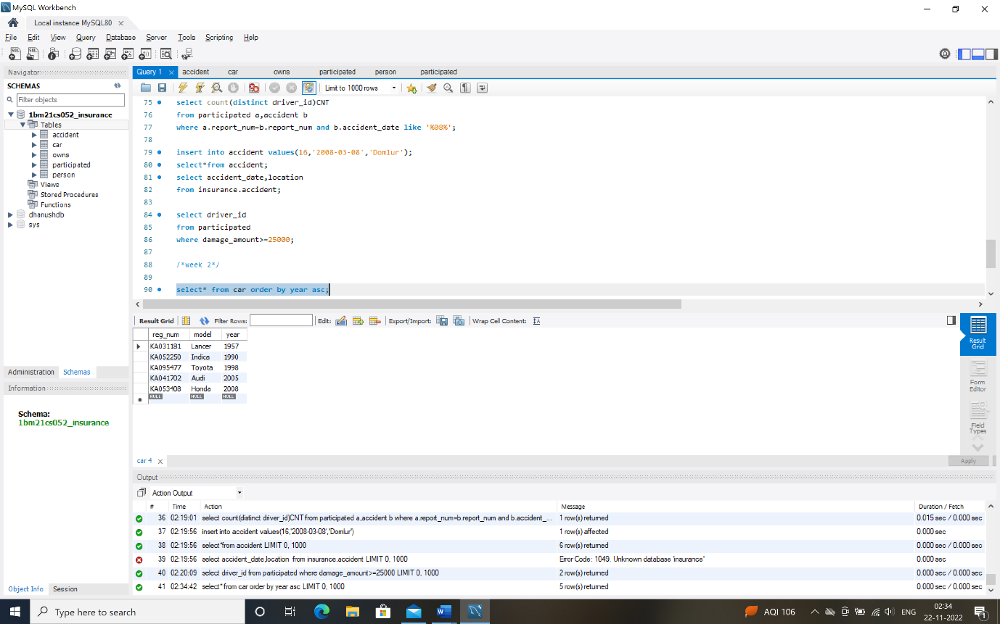 MySQL Workbench
Local instance MySQL80
File Edit View Query Database Server Tools Scripting Help
Navigator
SCHEMAS
Filter objects
1bm21cs052_insurance
Tables
accident
car
owns
participated
person
Views
Stored Procedures
Functions
dhanushdb
sys
Administration Schemas
Information
Schema:
1bm21cs052_insurance
Object Info Session
Query 1 accident car owns participated person participated
Limit to 1000 rows
75 select count(distinct driver_id)CNT
76 from participated a,accident b
77 where a.report_num=b.report_num and b.accident_date like '%08%';
78
79 insert into accident values(16,'2008-03-08','Domlur');
80 select*from accident;
81 select accident_date,location
82 from insurance.accident;
83
84 select driver_id
85 from participated
86 where damage_amount>=25000;
87
88 /*week 2*/
89
90 select* from car order by year asc;
Result Grid Filter Rows: Edit: Export/Import: Wrap Cell Content:
reg_num model year
KA031181 Lancer 1957
KA052250 Indica 1990
KA095477 Toyota 1998
KA041702 Audi 2005
KA053408 Honda 2008
NULL NULL NULL
Result Grid
Form Editor
Field Types
car 4
Apply
Output
Action Output
# Time Action Message Duration / Fetch
36 02:19:01 select count(distinct driver_id)CNT from participated a,accident b where a.report_num=b.report_num and b.accident_... 1 row(s) returned 0.015 sec / 0.000 sec
37 02:19:56 insert into accident values(16,'2008-03-08','Domlur') 1 row(s) affected 0.000 sec
38 02:19:56 select*from accident LIMIT 0, 1000 6 row(s) returned 0.000 sec / 0.000 sec
39 02:19:56 select accident_date,location from insurance.accident LIMIT 0, 1000 Error Code: 1049. Unknown database 'insurance' 0.000 sec
40 02:20:09 select driver_id from participated where damage_amount>=25000 LIMIT 0, 1000 2 row(s) returned 0.000 sec / 0.000 sec
41 02:34:42 select* from car order by year asc LIMIT 0, 1000 5 row(s) returned 0.000 sec / 0.000 sec
Type here to search
AQI 106
ENG
02:34
22-11-2022
1